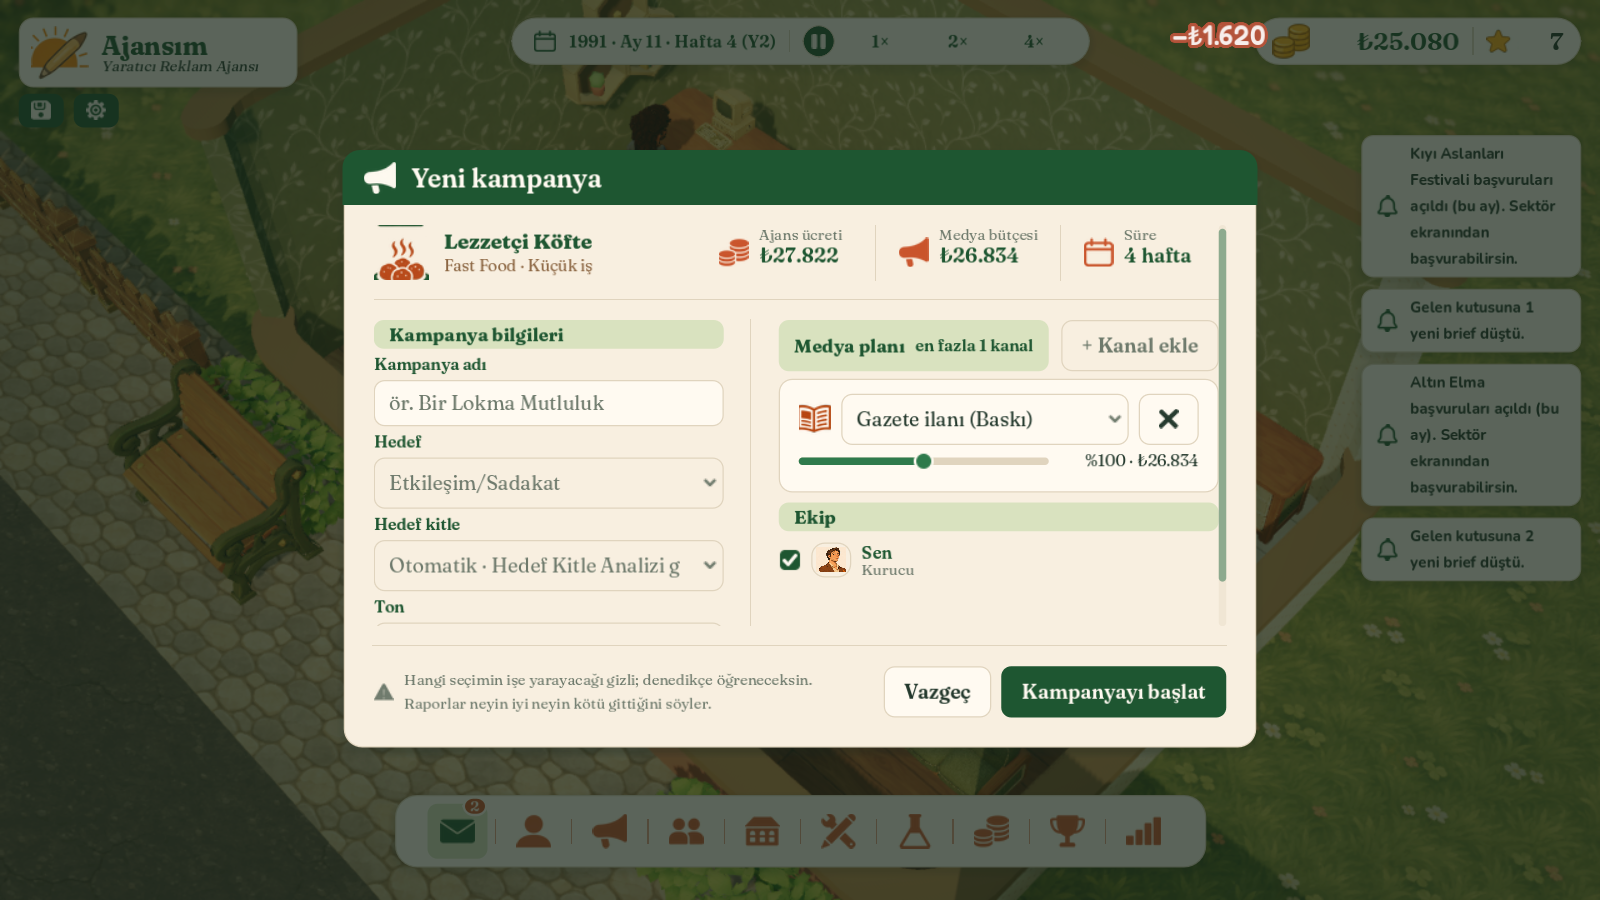 Ajansım
Yaratıcı Reklam Ajansı
1991 · Ay 11 · Hafta 4 (Y2)
1×
2×
4×
−₺1.620
₺25.080
7
Yeni kampanya
Lezzetçi Köfte
Fast Food · Küçük iş
Ajans ücreti
₺27.822
Medya bütçesi
₺26.834
Süre
4 hafta
Kampanya bilgileri
Kampanya adı
ör. Bir Lokma Mutluluk
Hedef
Etkileşim/Sadakat
Hedef kitle
Otomatik · Hedef Kitle Analizi g
Ton
Medya planı en fazla 1 kanal
+ Kanal ekle
Gazete ilanı (Baskı)
%100 · ₺26.834
Ekip
Sen
Kurucu
Hangi seçimin işe yarayacağı gizli; denedikçe öğreneceksin.
Raporlar neyin iyi neyin kötü gittiğini söyler.
Vazgeç
Kampanyayı başlat
Kıyı Aslanları
Festivali başvuruları
açıldı (bu ay). Sektör
ekranından
başvurabilirsin.
Gelen kutusuna 1
yeni brief düştü.
Altın Elma
başvuruları açıldı (bu
ay). Sektör
ekranından
başvurabilirsin.
Gelen kutusuna 2
yeni brief düştü.
2